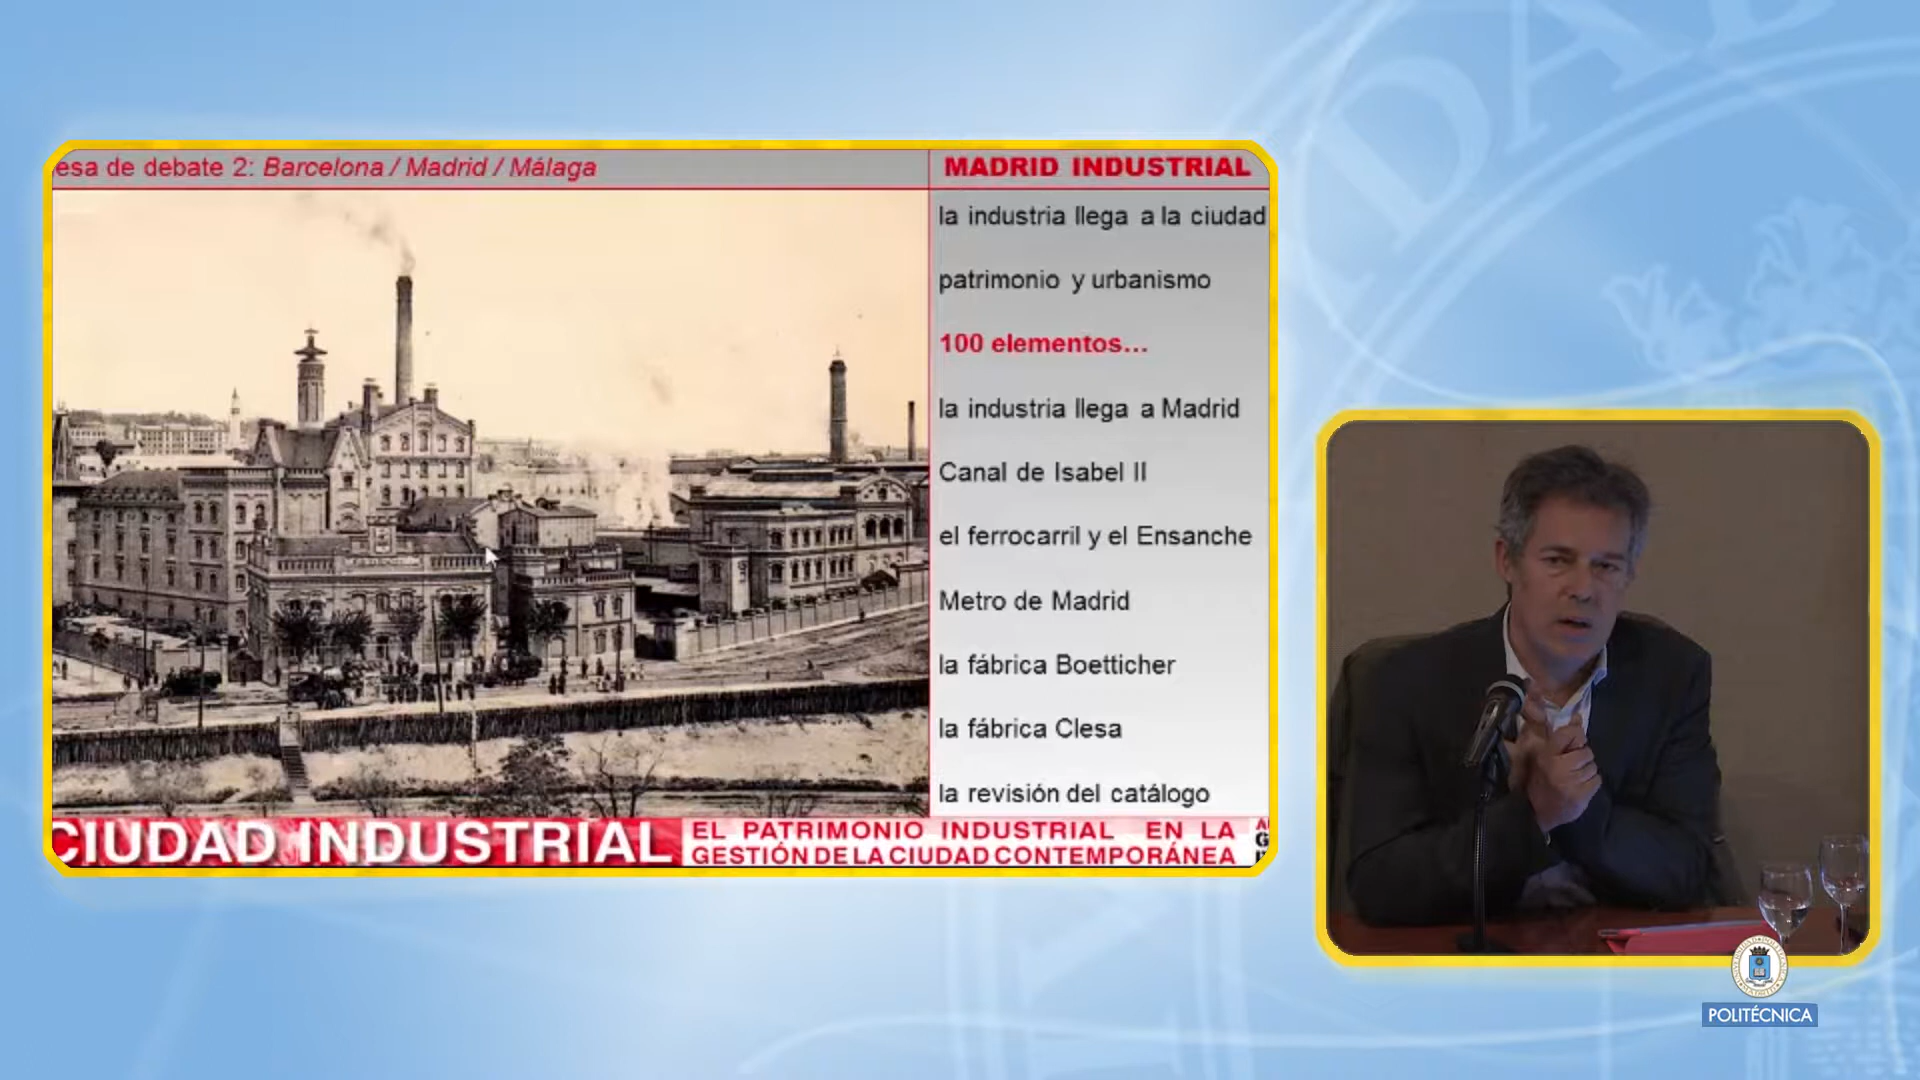 esa de debate 2: Barcelona / Madrid / Málaga
MADRID INDUSTRIAL
la industria llega a la ciudad
patrimonio y urbanismo
100 elementos...
la industria llega a Madrid
Canal de Isabel II
el ferrocarril y el Ensanche
Metro de Madrid
la fábrica Boetticher
la fábrica Clesa
la revisión del catálogo
CIUDAD INDUSTRIAL
EL PATRIMONIO INDUSTRIAL EN LA
GESTIÓN DE LA CIUDAD CONTEMPORÁNEA
POLITÉCNICA